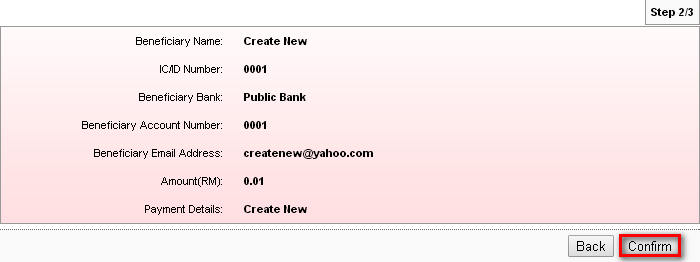 Step 2/3
Beneficiary Name: Create New
IC/ID Number: 0001
Beneficiary Bank: Public Bank
Beneficiary Account Number: 0001
Beneficiary Email Address: createnew@yahoo.com
Amount(RM): 0.01
Payment Details: Create New
Back Confirm